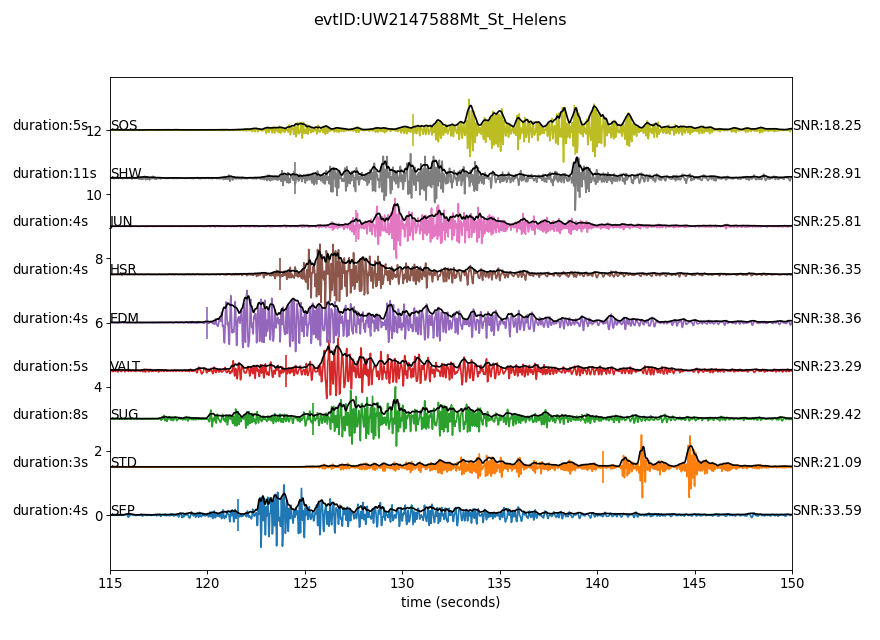 evtID:UW2147588Mt_St_Helens
duration:5s SOS SNR:18.25
12
duration:11s SHW SNR:28.91
10
duration:4s JUN SNR:25.81
8
duration:4s HSR SNR:36.35
duration:4s EDM SNR:38.36
6
duration:5s VALT SNR:23.29
4
duration:8s SUG SNR:29.42
2
duration:3s STD SNR:21.09
duration:4s SEP SNR:33.59
0
115 120 125 130 135 140 145 150
time (seconds)